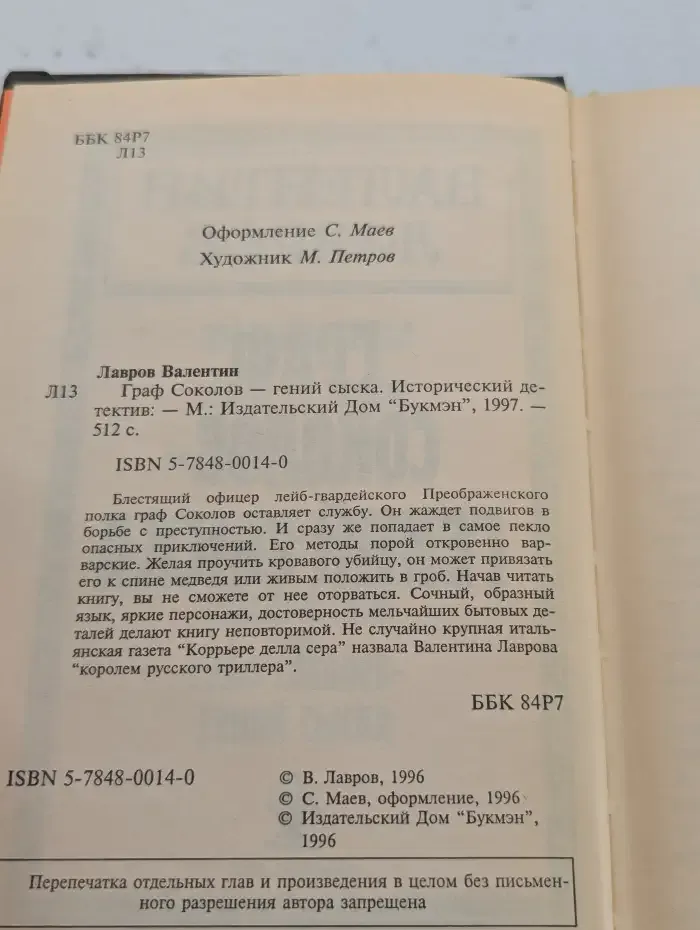 ББК 84Р7
Л13
Оформление С. Маев
Художник М. Петров
Лавров Валентин
Л13 Граф Соколов — гений сыска. Исторический де-
тектив: — М.: Издательский Дом “Букмэн”, 1997. —
512 с.
ISBN 5-7848-0014-0
Блестящий офицер лейб-гвардейского Преображенского
полка граф Соколов оставляет службу. Он жаждет подвигов в
борьбе с преступностью. И сразу же попадает в самое пекло
опасных приключений. Его методы порой откровенно вар-
варские. Желая проучить кровавого убийцу, он может привязать
его к спине медведя или живым положить в гроб. Начав читать
книгу, вы не сможете от нее оторваться. Сочный, образный
язык, яркие персонажи, достоверность мельчайших бытовых де-
талей делают книгу неповторимой. Не случайно крупная италь-
янская газета “Коррьере делла сера” назвала Валентина Лаврова
“королем русского триллера”.
ББК 84Р7
ISBN 5-7848-0014-0
© В. Лавров, 1996
© С. Маев, оформление, 1996
© Издательский Дом “Букмэн”,
1996
Перепечатка отдельных глав и произведения в целом без письмен-
ного разрешения автора запрещена